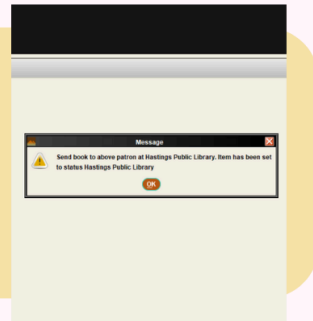 Message
Send book to above patron at Hastings Public Library. Item has been set
to status Hastings Public Library
OK